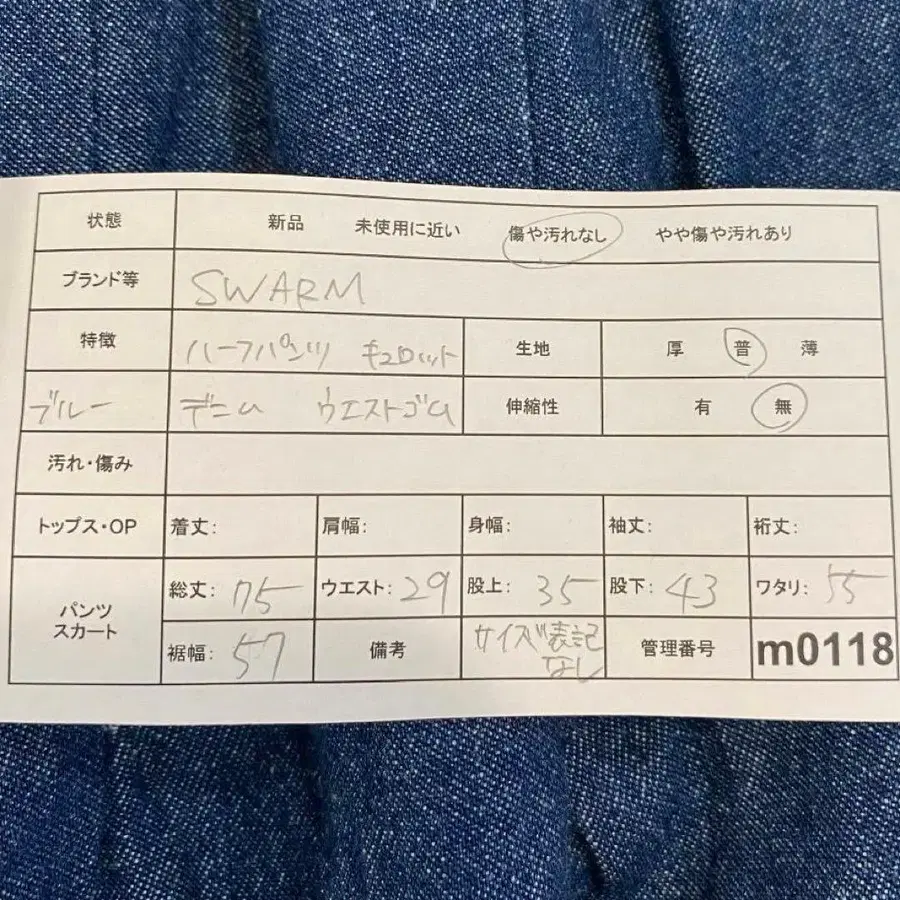 状態 新品 未使用に近い 傷や汚れなし やや傷や汚れあり
ブランド等 SWARM
特徴 ハーフパンツ キュロット 生地 厚 普 薄
ブルー デニム ウエストゴム 伸縮性 有 無
汚れ・傷み
トップス・OP 着丈: 肩幅: 身幅: 袖丈: 裄丈:
パンツ スカート 総丈: 75 ウエスト: 29 股上: 35 股下: 43 ワタリ: 55
裾幅: 57 備考 サイズ表記なし 管理番号 m0118